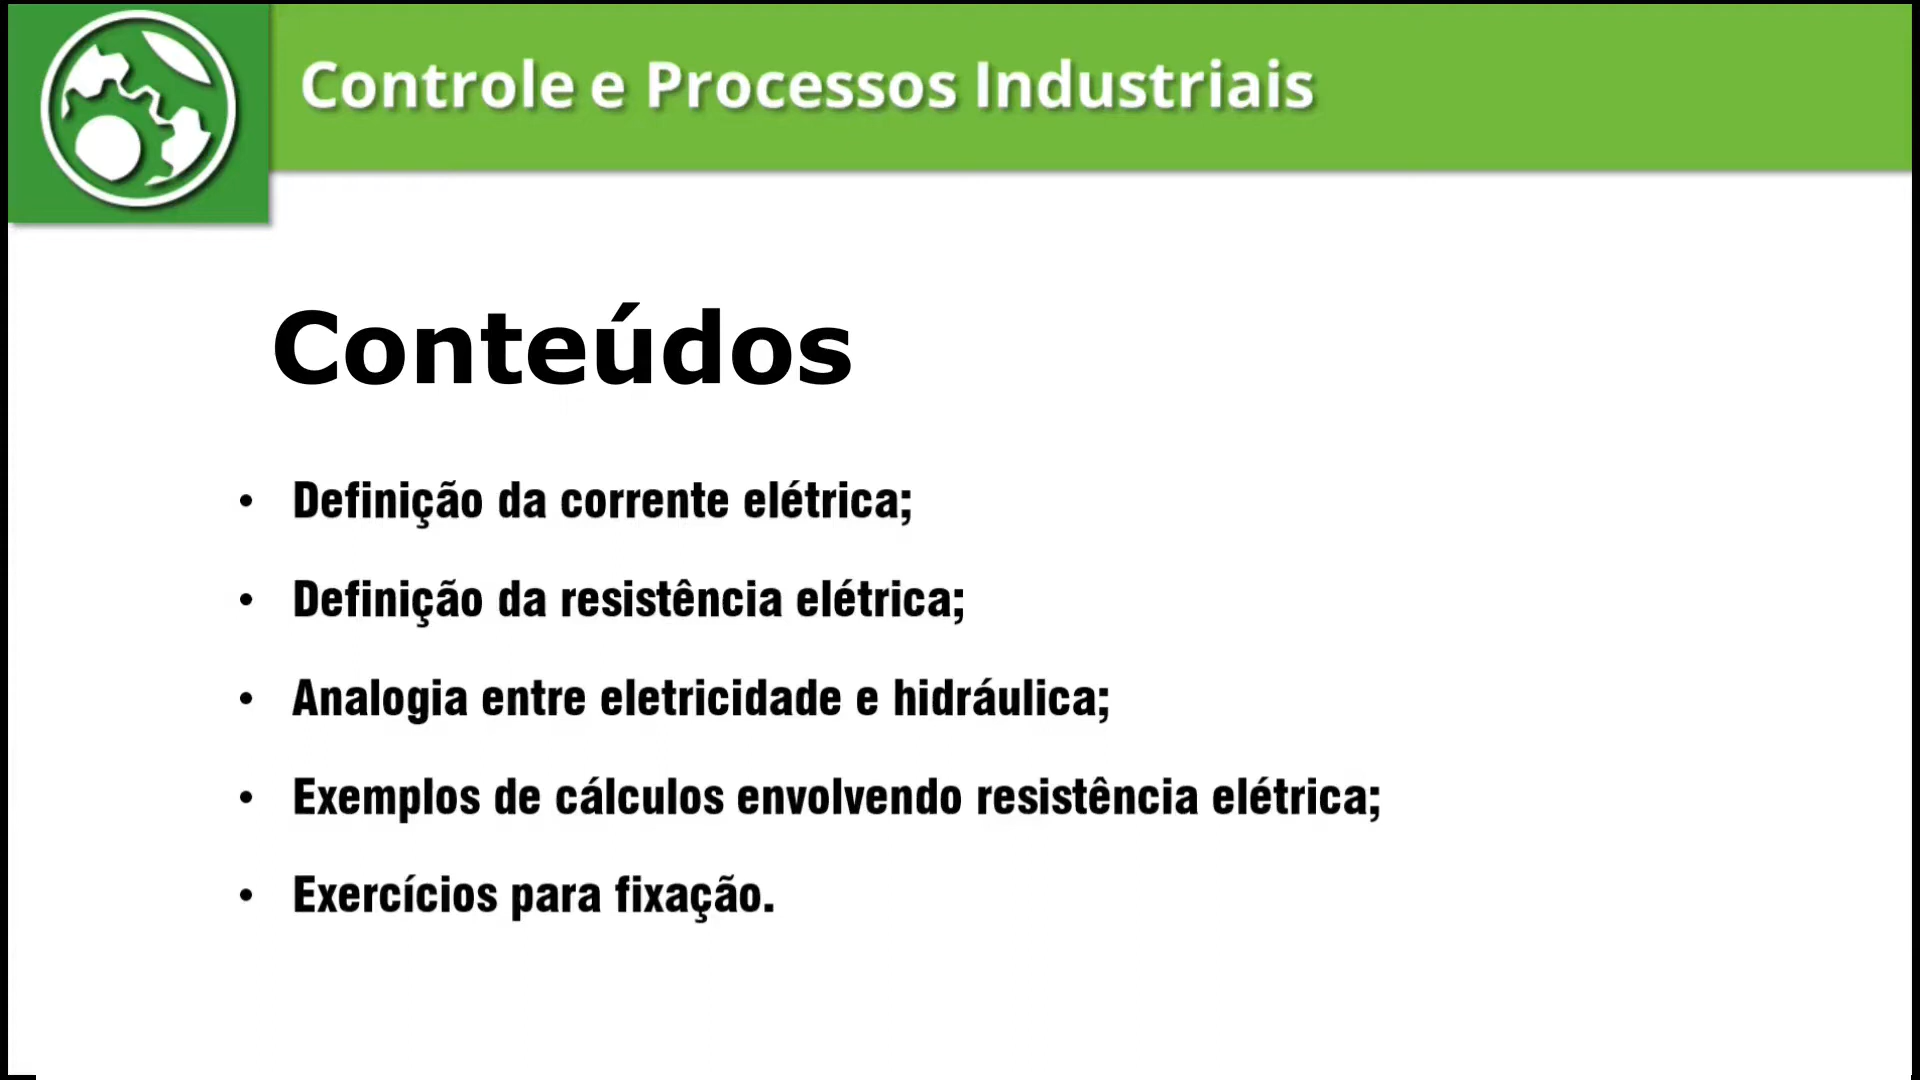 Controle e Processos Industriais
Conteúdos
• Definição da corrente elétrica;
• Definição da resistência elétrica;
• Analogia entre eletricidade e hidráulica;
• Exemplos de cálculos envolvendo resistência elétrica;
• Exercícios para fixação.